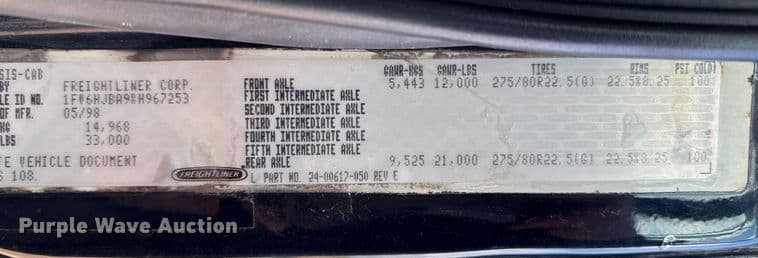 SIS-CAB GAWR-KGS GAWR-LBS TIRES RIMS PSI COLD)
BY FREIGHTLINER CORP. FRONT AXLE 5,443 12,000 275/80R22.5(G) 22.5X8.25 100
LE ID NO. 1FV6HJBA9XH967253 FIRST INTERMEDIATE AXLE
OF MFR. 05/98 SECOND INTERMEDIATE AXLE
KG 14,968 THIRD INTERMEDIATE AXLE
LBS 33,000 FOURTH INTERMEDIATE AXLE
FIFTH INTERMEDIATE AXLE
TE VEHICLE DOCUMENT REAR AXLE 9,525 21,000 275/80R22.5(G) 22.5X8.25 100
S 108. FREIGHTLINER L PART NO. 24-00617-050 REV E
Purple Wave Auction